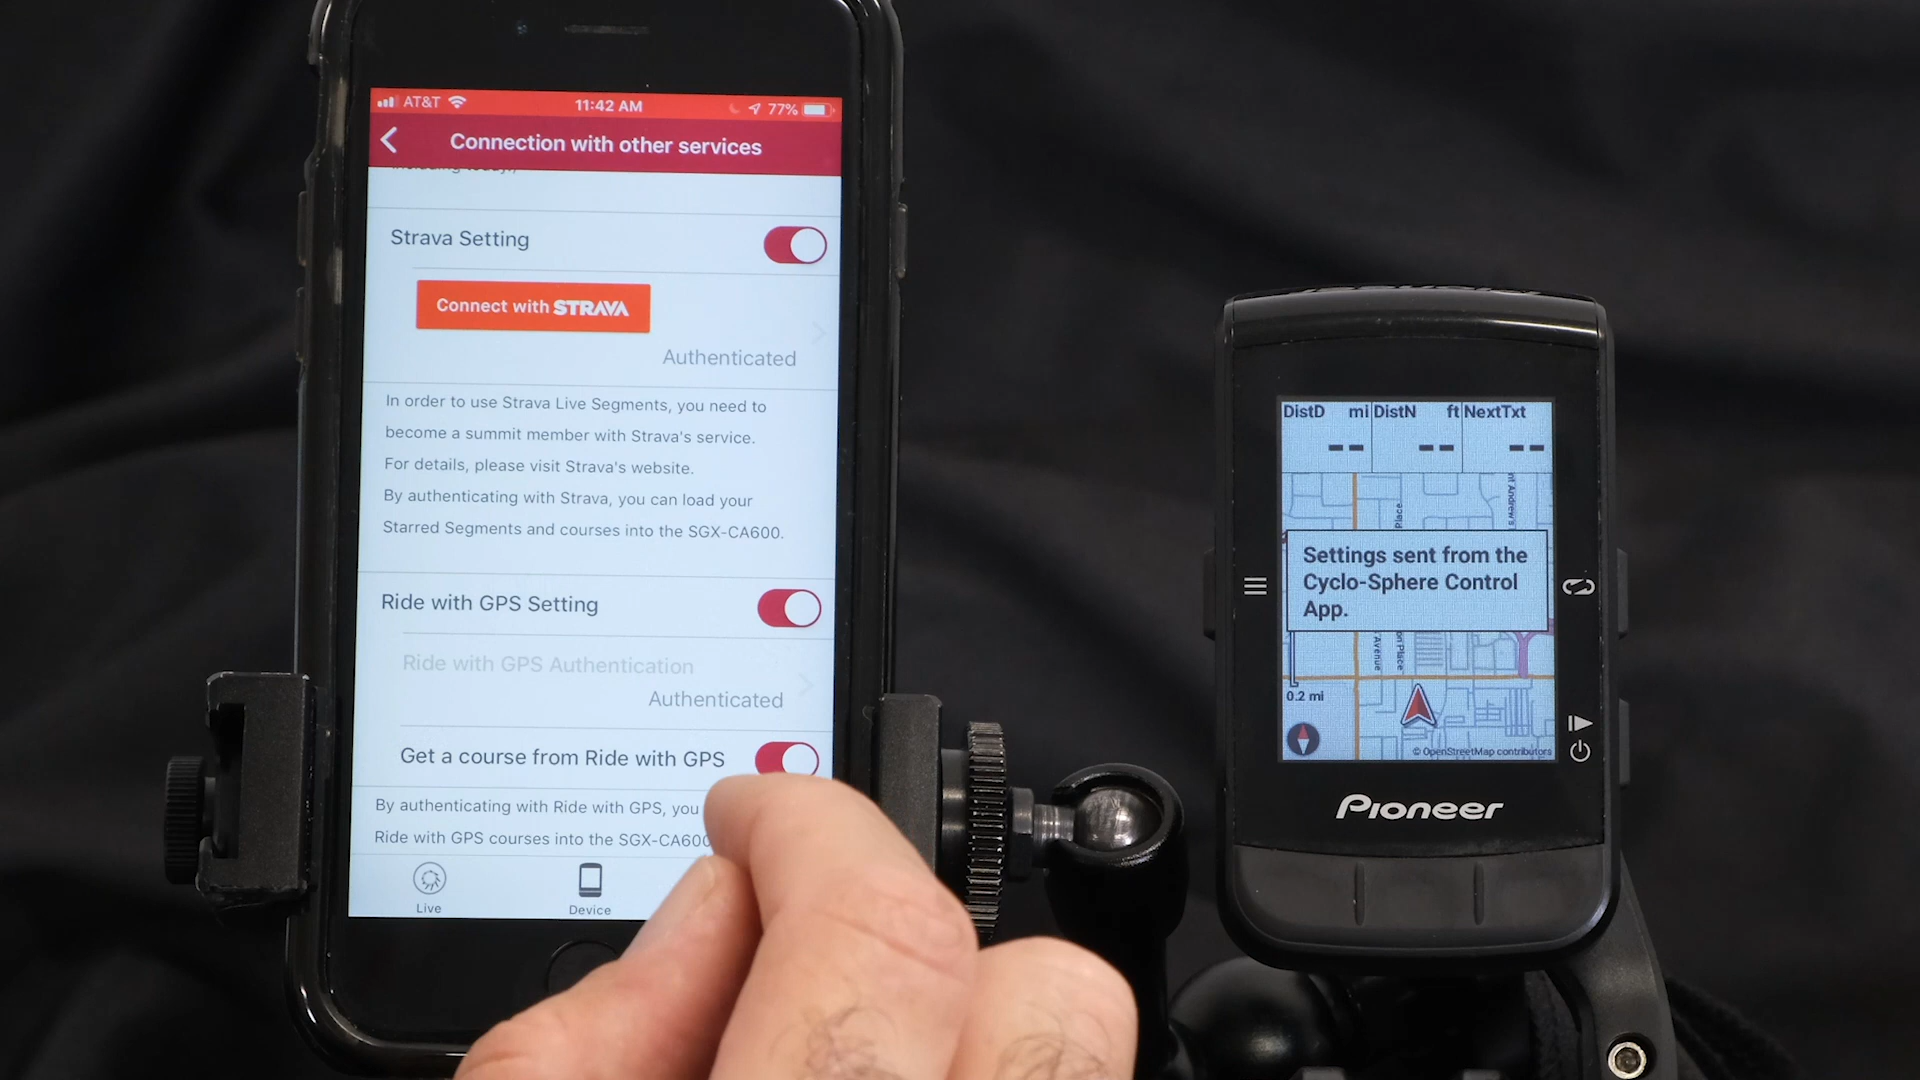 AT&T 11:42 AM 77%
Connection with other services
Strava Setting
Connect with STRAVA
Authenticated
In order to use Strava Live Segments, you need to
become a summit member with Strava's service.
For details, please visit Strava's website.
By authenticating with Strava, you can load your
Starred Segments and courses into the SGX-CA600.
Ride with GPS Setting
Ride with GPS Authentication
Authenticated
Get a course from Ride with GPS
By authenticating with Ride with GPS, you
Ride with GPS courses into the SGX-CA600
Live
Device
DistD mi DistN ft NextTxt
-- -- --
Place
Settings sent from the
Cyclo-Sphere Control
App.
Avenue
Place
0.2 mi
© OpenStreetMap contributors
Pioneer